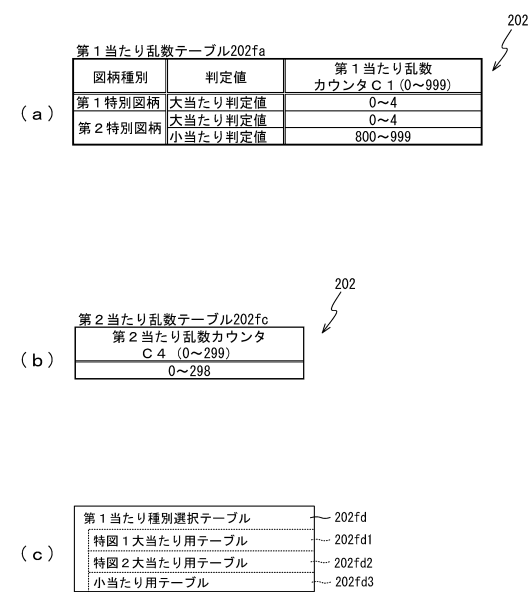 202
第１当たり乱数テーブル202fa
図柄種別 判定値 第１当たり乱数
カウンタＣ１(0〜999)
（ａ）
第１特別図柄 大当たり判定値 0〜4
第２特別図柄 大当たり判定値 0〜4
小当たり判定値 800〜999
202
第２当たり乱数テーブル202fc
（ｂ）
第２当たり乱数カウンタ
Ｃ４（0〜299）
0〜298
（ｃ）
第１当たり種別選択テーブル 202fd
特図１大当たり用テーブル 202fd1
特図２大当たり用テーブル 202fd2
小当たり用テーブル 202fd3